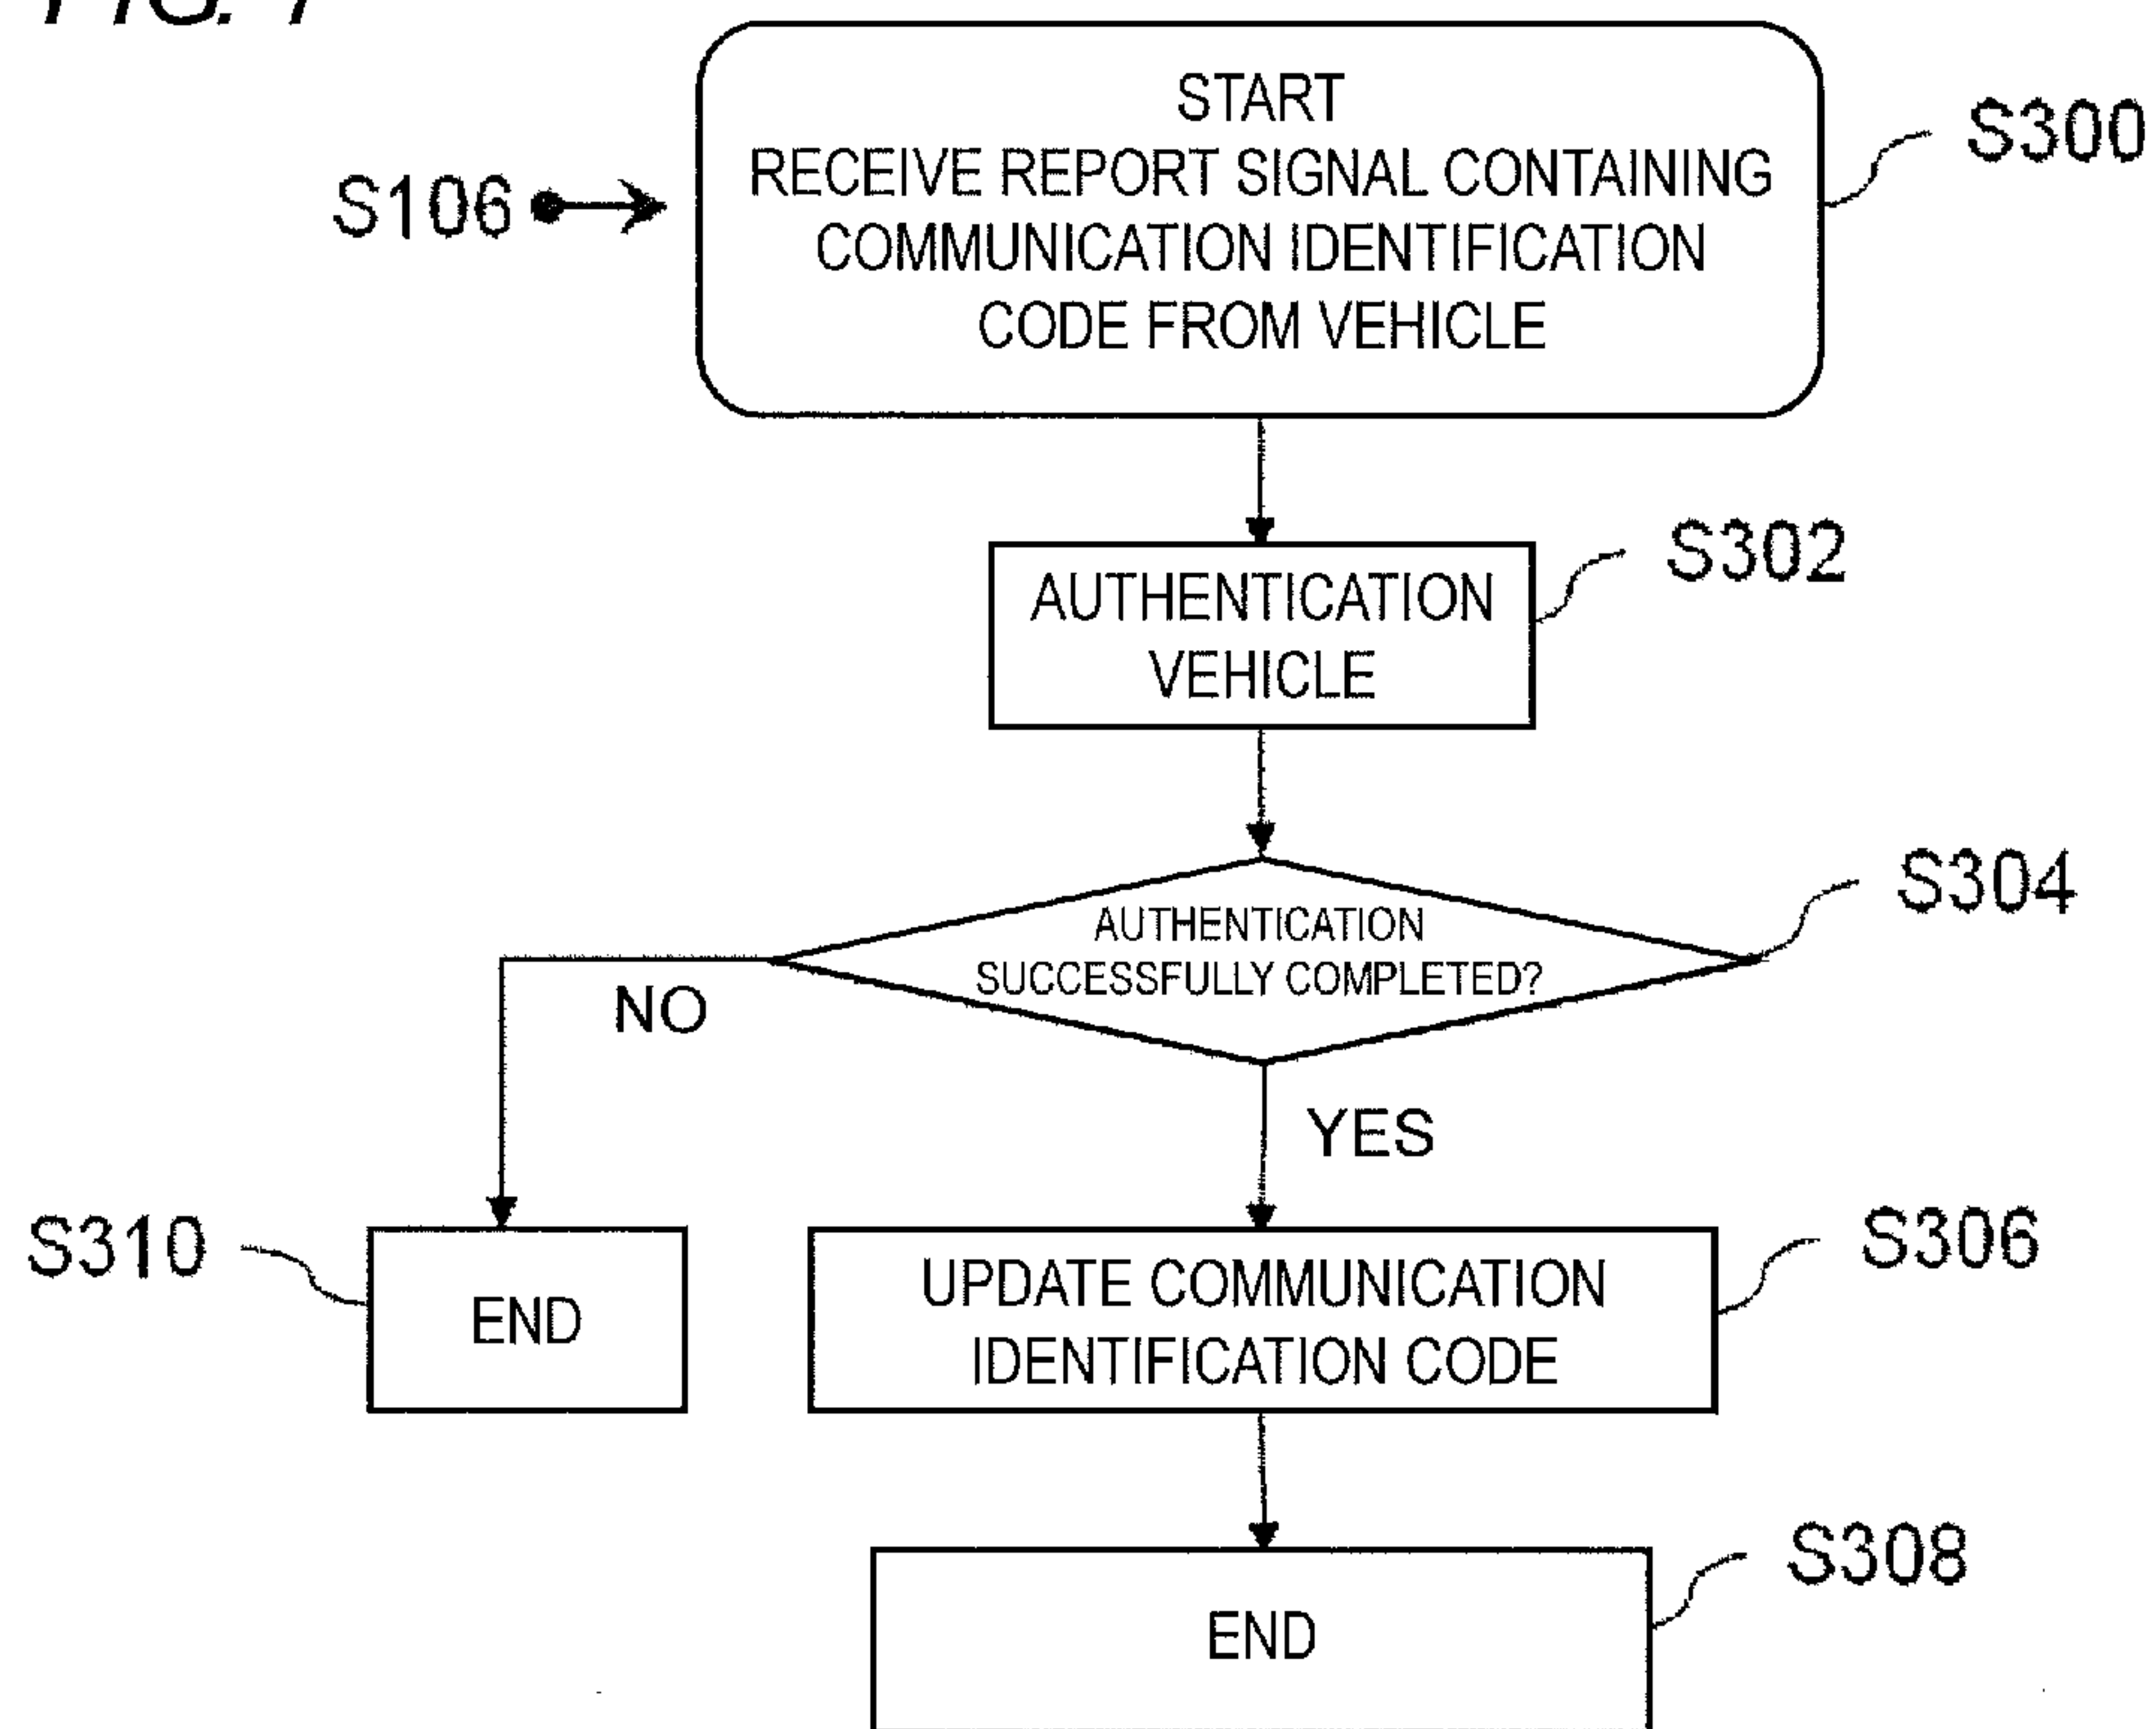 START
RECEIVE REPORT SIGNAL CONTAINING
COMMUNICATION IDENTIFICATION
CODE FROM VEHICLE
S300
S106
AUTHENTICATION
VEHICLE
S302
AUTHENTICATION
SUCCESSFULLY COMPLETED?
S304
NO
YES
S310
END
UPDATE COMMUNICATION
IDENTIFICATION CODE
S306
END
S308